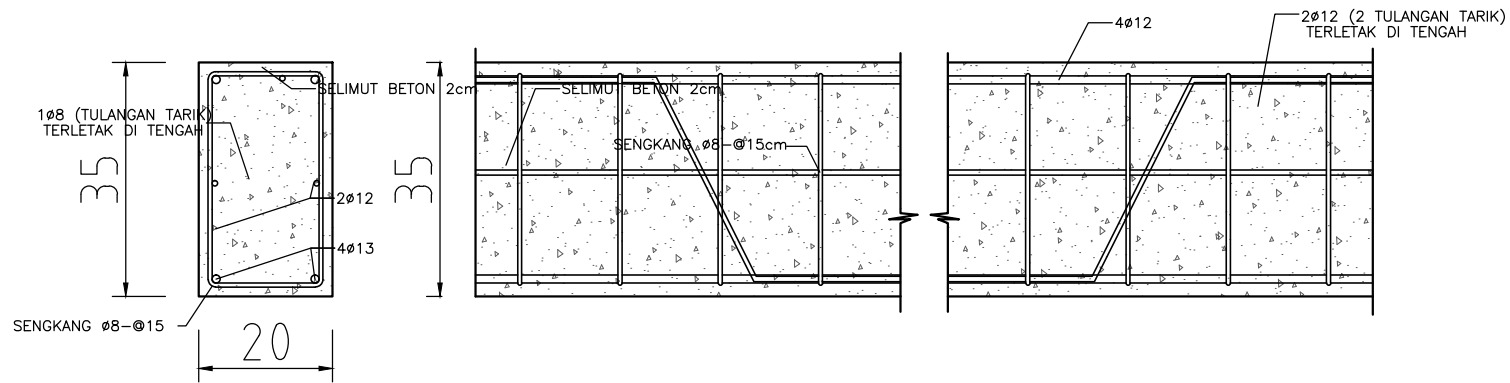 SELIMUT BETON 2cm
1ø8 (TULANGAN TARIK)
TERLETAK DI TENGAH
35
2ø12
4ø13
SENGKANG ø8-@15
20
35
SELIMUT BETON 2cm
SENGKANG ø8-@15cm
4ø12
2ø12 (2 TULANGAN TARIK)
TERLETAK DI TENGAH